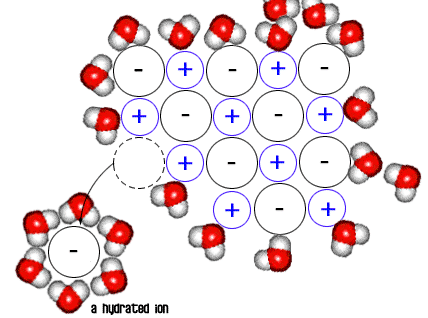 - + - + -
+ - + - +
+ - + -
+ - +
-
a hydrated ion